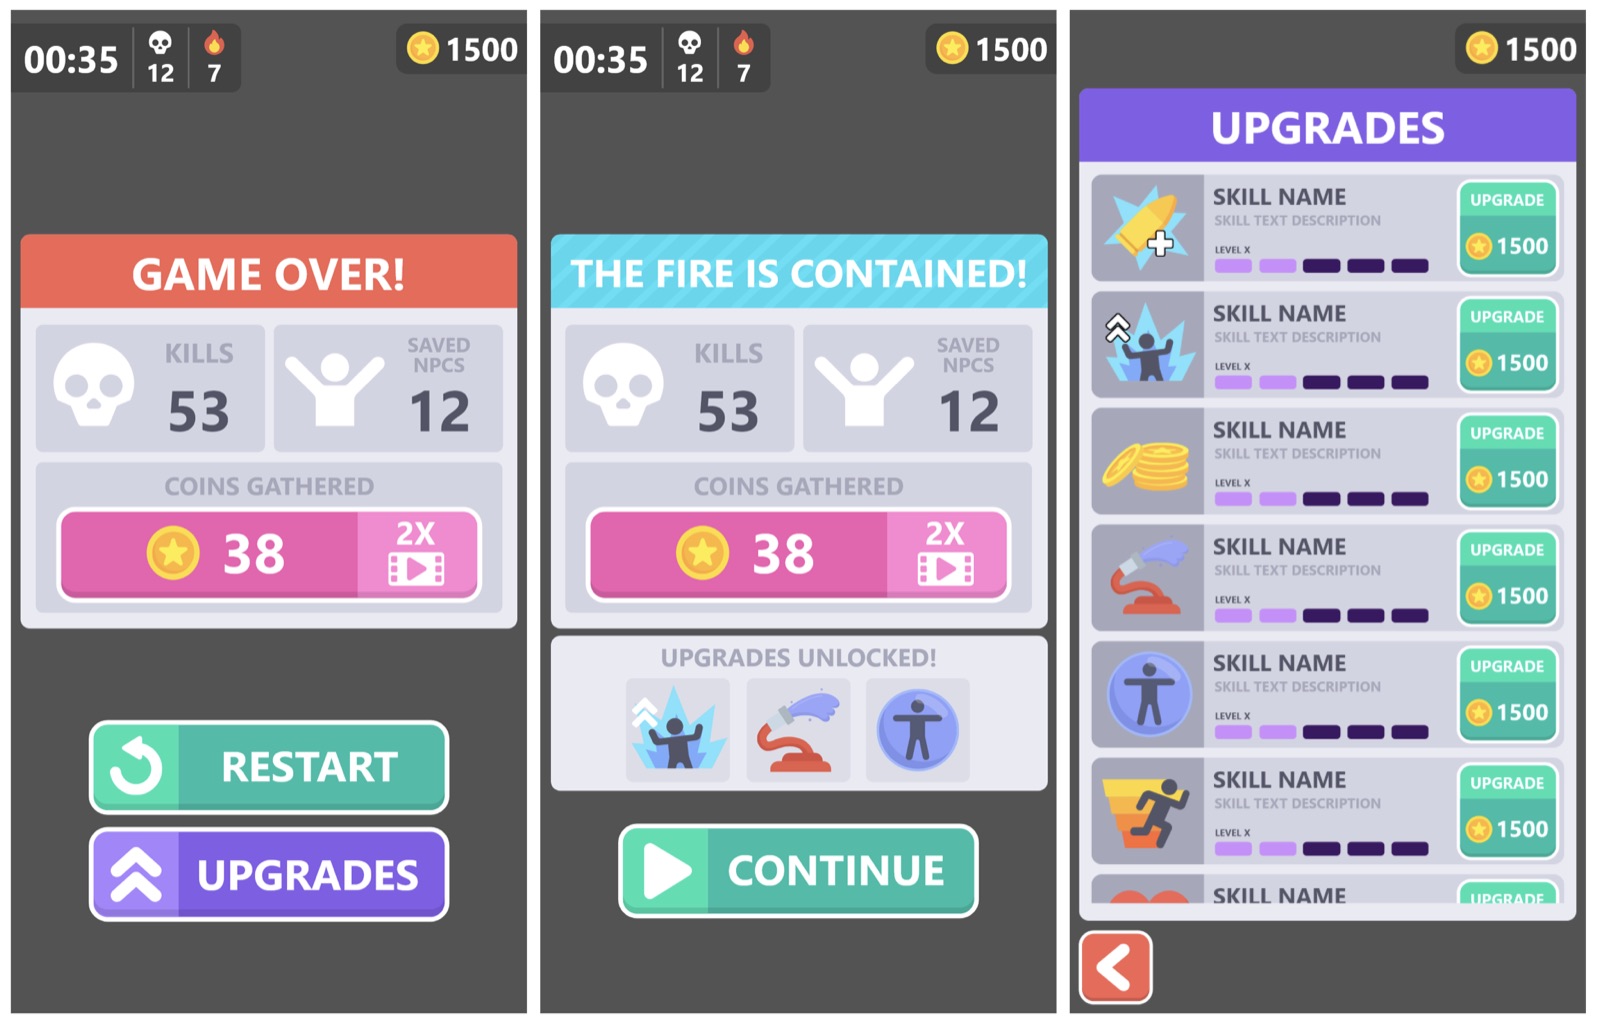 00:35
12
7
1500
GAME OVER!
KILLS
53
SAVED
NPCS
12
COINS GATHERED
38
2X
RESTART
UPGRADES
00:35
12
7
1500
THE FIRE IS CONTAINED!
KILLS
53
SAVED
NPCS
12
COINS GATHERED
38
2X
UPGRADES UNLOCKED!
CONTINUE
1500
UPGRADES
SKILL NAME
SKILL TEXT DESCRIPTION
LEVEL X
UPGRADE
1500
SKILL NAME
SKILL TEXT DESCRIPTION
LEVEL X
UPGRADE
1500
SKILL NAME
SKILL TEXT DESCRIPTION
LEVEL X
UPGRADE
1500
SKILL NAME
SKILL TEXT DESCRIPTION
LEVEL X
UPGRADE
1500
SKILL NAME
SKILL TEXT DESCRIPTION
LEVEL X
UPGRADE
1500
SKILL NAME
SKILL TEXT DESCRIPTION
LEVEL X
UPGRADE
1500
SKILL NAME
UPGRADE